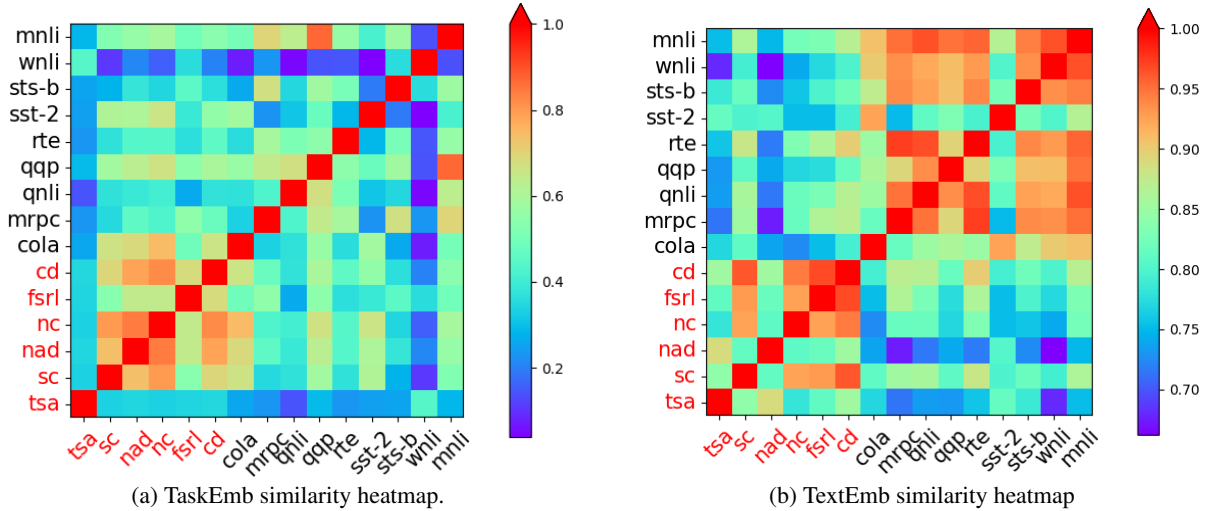 mnli
wnli
sts-b
sst-2
rte
qqp
qnli
mrpc
cola
cd
fsrl
nc
nad
sc
tsa
tsa sc nad nc fsrl cd cola mrpc qnli qqp rte sst-2 sts-b wnli mnli
1.0
0.8
0.6
0.4
0.2
(a) TaskEmb similarity heatmap.
mnli
wnli
sts-b
sst-2
rte
qqp
qnli
mrpc
cola
cd
fsrl
nc
nad
sc
tsa
tsa sc nad nc fsrl cd cola mrpc qnli qqp rte sst-2 sts-b wnli mnli
1.00
0.95
0.90
0.85
0.80
0.75
0.70
(b) TextEmb similarity heatmap